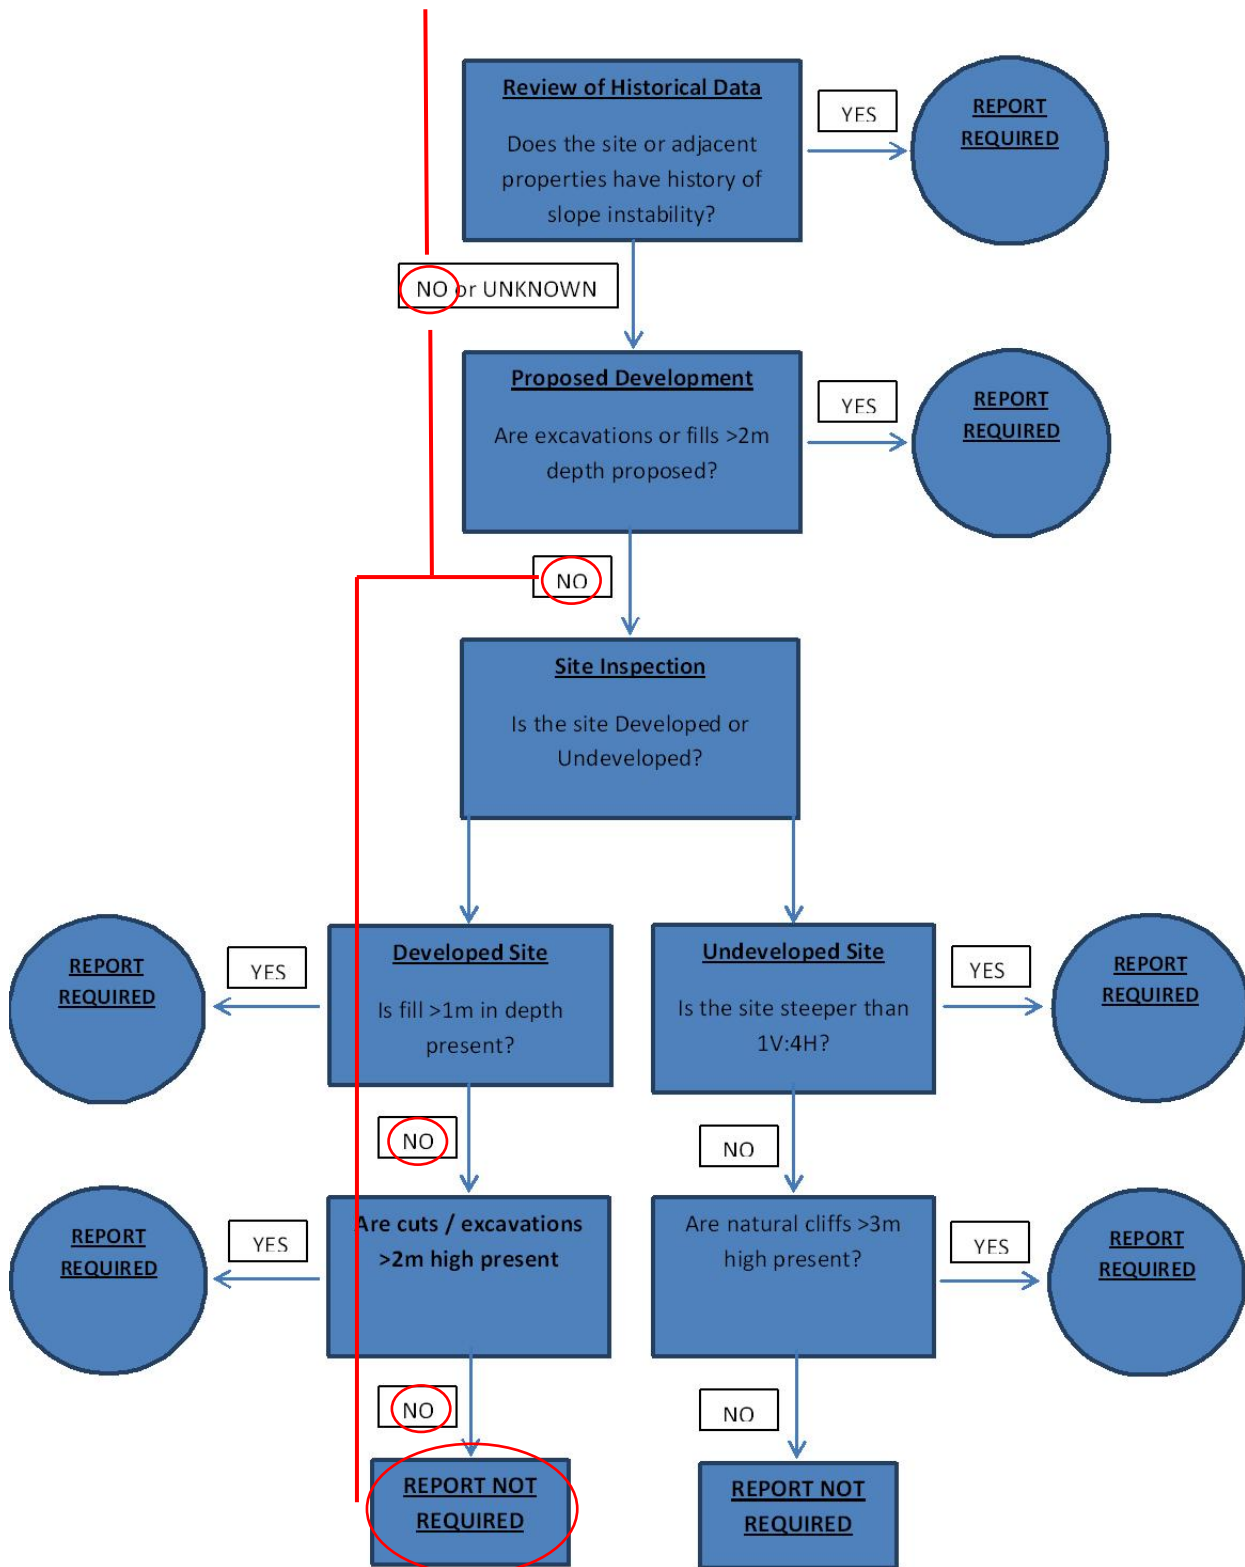 Review of Historical Data
Does the site or adjacent
properties have history of
slope instability?
YES
REPORT
REQUIRED
NO or UNKNOWN
Proposed Development
Are excavations or fills >2m
depth proposed?
YES
REPORT
REQUIRED
NO
Site Inspection
Is the site Developed or
Undeveloped?
REPORT
REQUIRED
YES
Developed Site
Is fill >1m in depth
present?
Undeveloped Site
Is the site steeper than
1V:4H?
YES
REPORT
REQUIRED
NO
NO
REPORT
REQUIRED
YES
Are cuts / excavations
>2m high present
Are natural cliffs >3m
high present?
YES
REPORT
REQUIRED
NO
NO
REPORT NOT
REQUIRED
REPORT NOT
REQUIRED